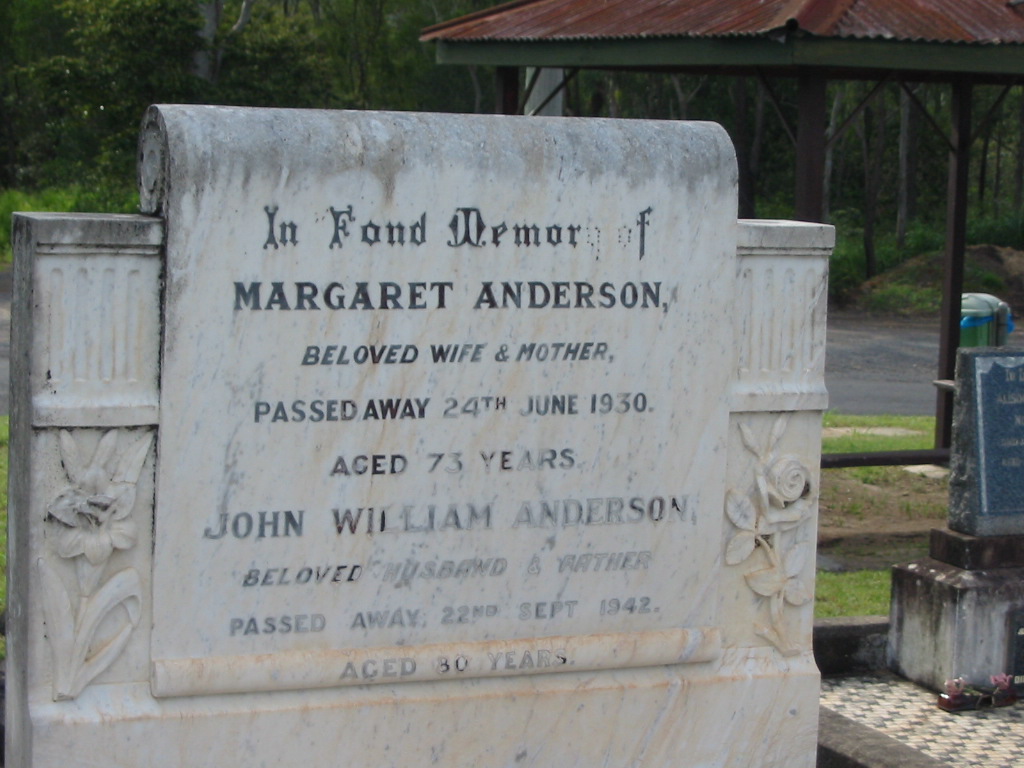 In Fond Memory of
MARGARET ANDERSON,
BELOVED WIFE & MOTHER,
PASSED AWAY 24TH JUNE 1930.
AGED 73 YEARS.
JOHN WILLIAM ANDERSON,
BELOVED HUSBAND & FATHER
PASSED AWAY 22ND SEPT 1942.
AGED 80 YEARS.